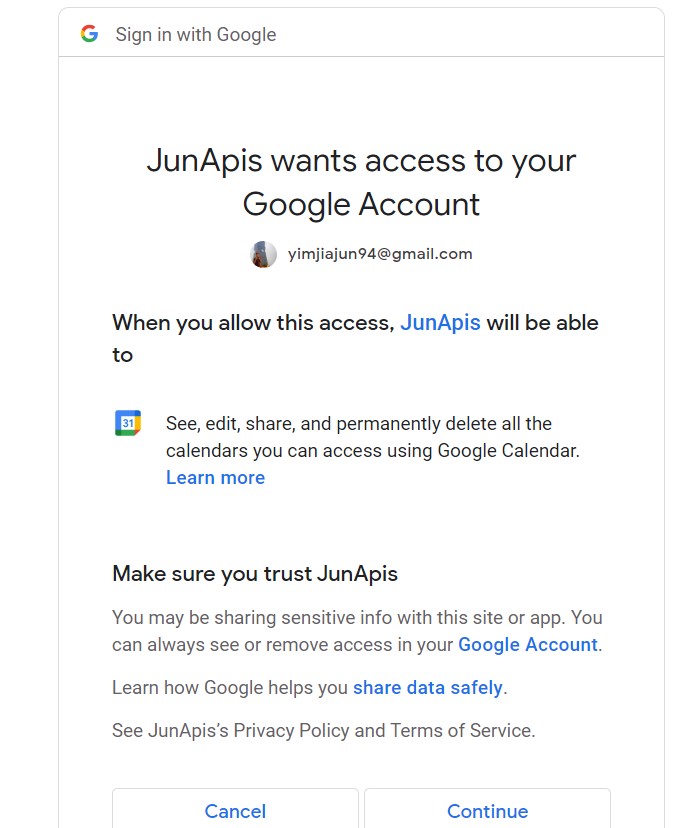 Sign in with Google
JunApis wants access to your
Google Account
yimjiajun94@gmail.com
When you allow this access, JunApis will be able
to
31
See, edit, share, and permanently delete all the
calendars you can access using Google Calendar.
Learn more
Make sure you trust JunApis
You may be sharing sensitive info with this site or app. You
can always see or remove access in your Google Account.
Learn how Google helps you share data safely.
See JunApis’s Privacy Policy and Terms of Service.
Cancel
Continue